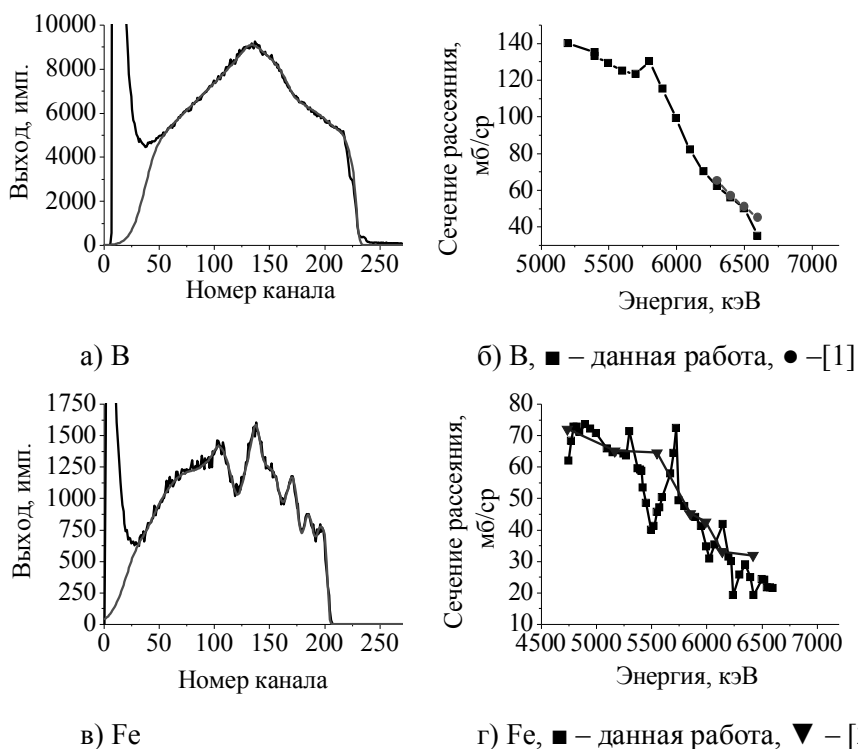 10000
8000
6000
4000
2000
0
0 50 100 150 200 250
Выход, имп.
Номер канала
140
120
100
80
60
40
5000 5500 6000 6500 7000
Сечение рассеяния,
мб/ср
Энергия, кэВ
а) B
б) B, ■ – данная работа, ● –[1]
1750
1500
1250
1000
750
500
250
0
0 50 100 150 200 250
Выход, имп.
Номер канала
80
70
60
50
40
30
20
10
4500 5000 5500 6000 6500 7000
Сечение рассеяния,
мб/ср
Энергия, кэВ
в) Fe
г) Fe, ■ – данная работа, ▼ – [